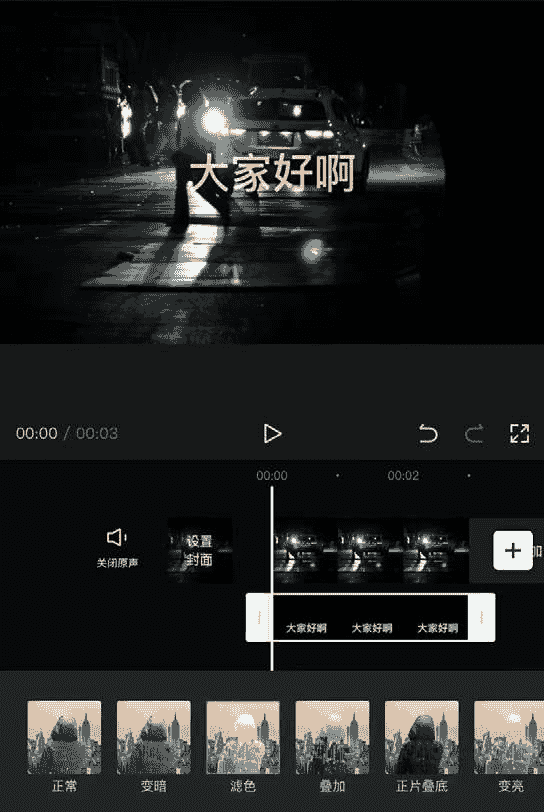 大家好啊
00:00 / 00:03
00:00
00:02
关闭原声
设置
封面
加
大家好啊 大家好啊 大家好啊
正常 变暗 滤色 叠加 正片叠底 变亮